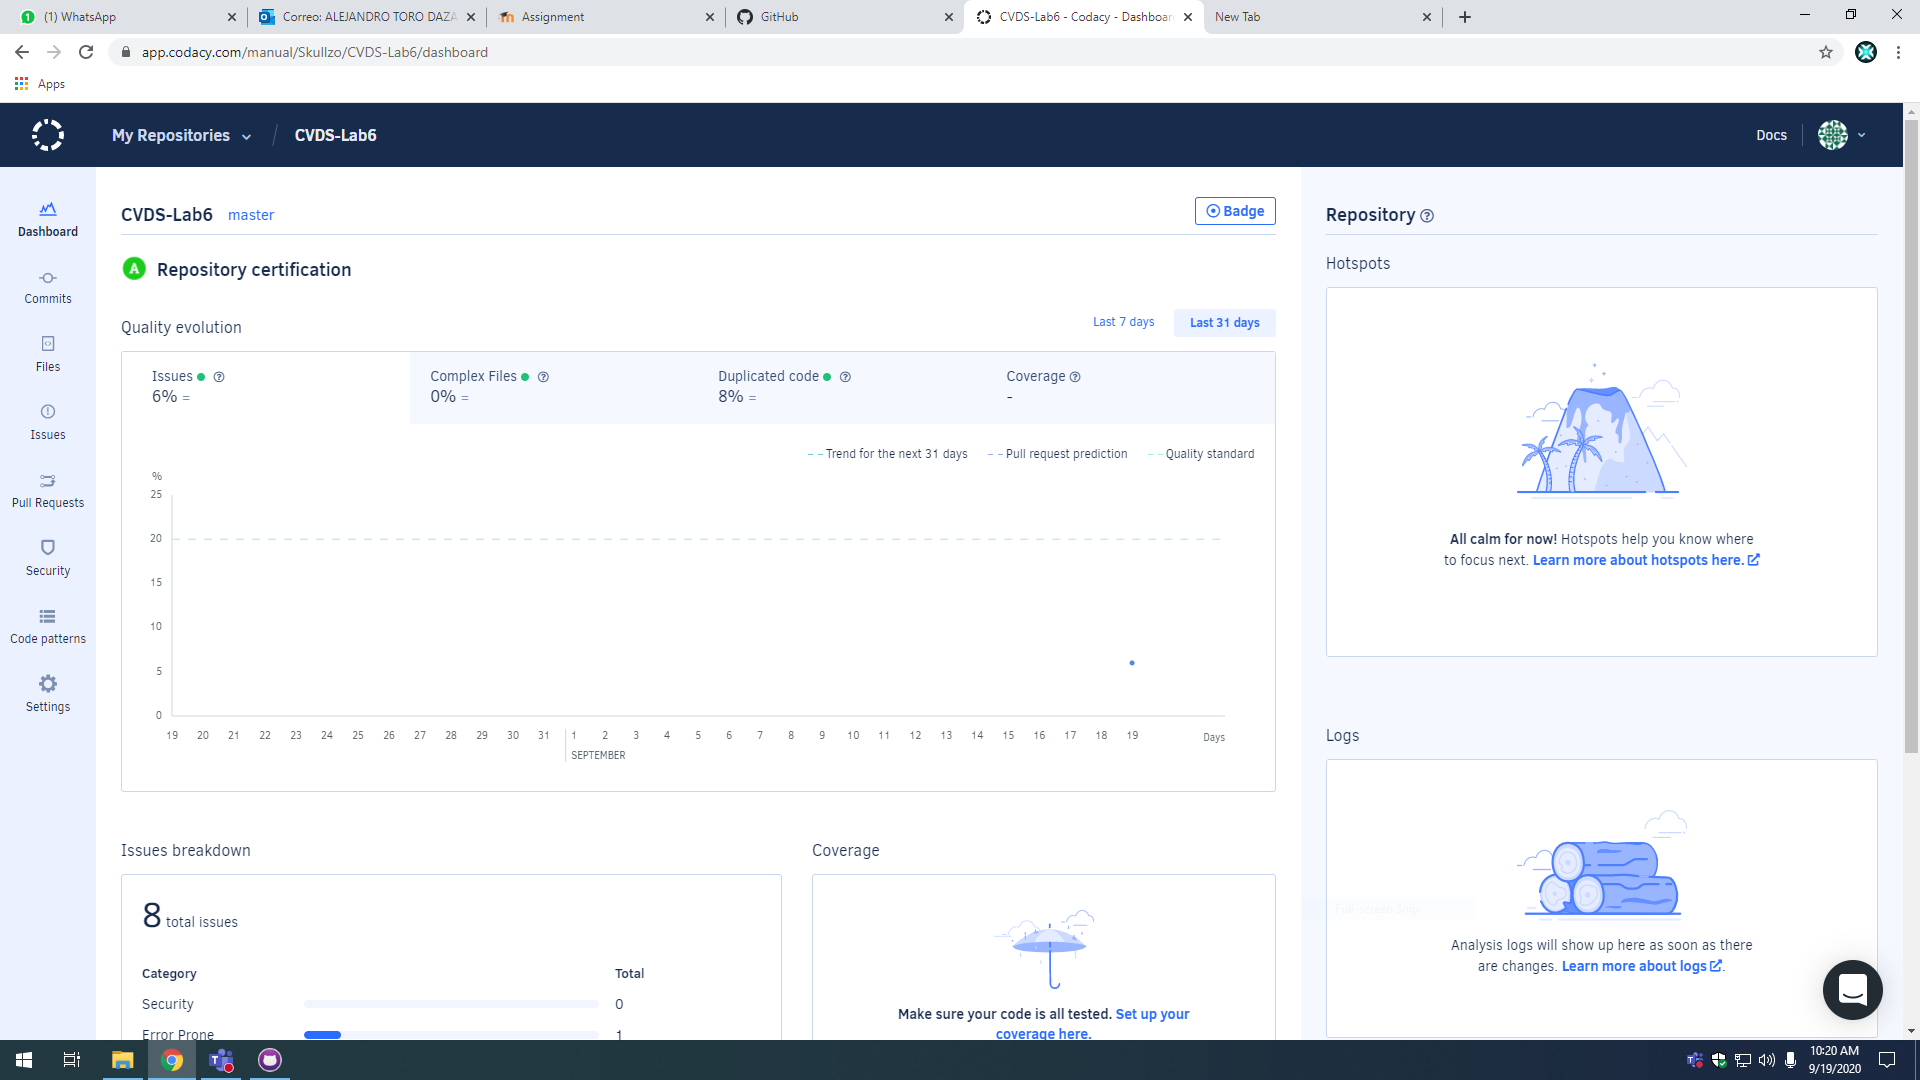 (1) WhatsApp
Correo: ALEJANDRO TORO DAZA
Assignment
GitHub
CVDS-Lab6 - Codacy - Dashboar
New Tab
app.codacy.com/manual/Skullzo/CVDS-Lab6/dashboard
Apps
My Repositories / CVDS-Lab6
Docs
Dashboard
Commits
Files
Issues
Pull Requests
Security
Code patterns
Settings
CVDS-Lab6 master
Badge
A Repository certification
Quality evolution
Last 7 days
Last 31 days
Issues
6% =
Complex Files
0% =
Duplicated code
8% =
Coverage
-
Trend for the next 31 days
Pull request prediction
Quality standard
%
25
20
15
10
5
0
19 20 21 22 23 24 25 26 27 28 29 30 31 1 2 3 4 5 6 7 8 9 10 11 12 13 14 15 16 17 18 19 Days
SEPTEMBER
Issues breakdown
8 total issues
Category Total
Security 0
Error Prone 1
Coverage
Make sure your code is all tested. Set up your
coverage here.
Repository
Hotspots
All calm for now! Hotspots help you know where
to focus next. Learn more about hotspots here.
Logs
Full-screen Snip
Analysis logs will show up here as soon as there
are changes. Learn more about logs.
10:20 AM
9/19/2020